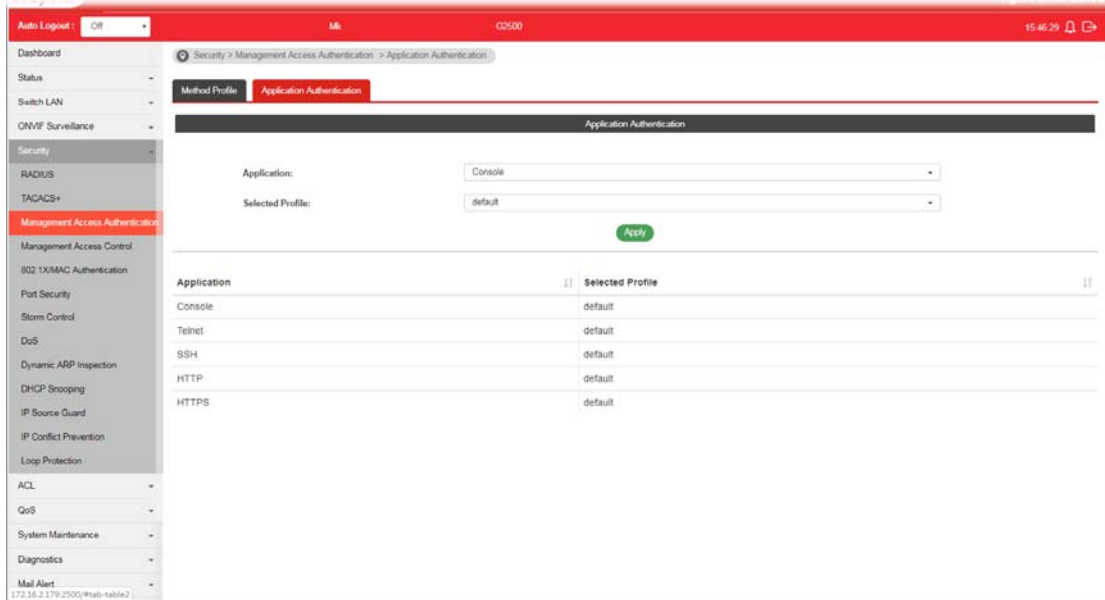 Auto Logout : Off Mk G2500 15:46:29
Dashboard
Status
Switch LAN
ONVIF Surveillance
Security
RADIUS
TACACS+
Management Access Authentication
Management Access Control
802.1X/MAC Authentication
Port Security
Storm Control
DoS
Dynamic ARP Inspection
DHCP Snooping
IP Source Guard
IP Conflict Prevention
Loop Protection
ACL
QoS
System Maintenance
Diagnostics
Mail Alert
172.16.2.179:2500/#tab-table2
Security > Management Access Authentication > Application Authentication
Method Profile Application Authentication
Application Authentication
Application: Console
Selected Profile: default
Apply
Application Selected Profile
Console default
Telnet default
SSH default
HTTP default
HTTPS default